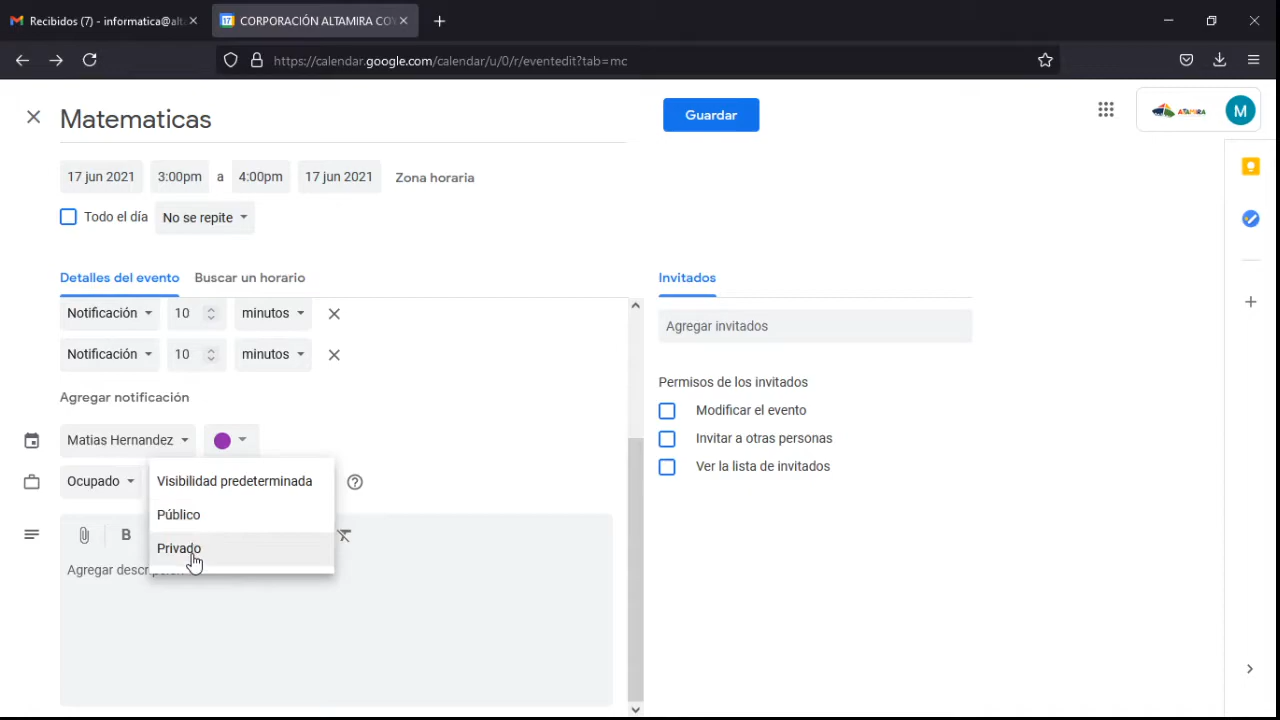 Recibidos (7) - informatica@alt
CORPORACIÓN ALTAMIRA CO
https://calendar.google.com/calendar/u/0/r/eventedit?tab=mc
Matematicas
Guardar
ALTAMIRA
M
17 jun 2021 3:00pm a 4:00pm 17 jun 2021 Zona horaria
Todo el día No se repite
Detalles del evento Buscar un horario
Invitados
Notificación 10 minutos
Agregar invitados
Notificación 10 minutos
Permisos de los invitados
Agregar notificación
Modificar el evento
Matias Hernandez
Invitar a otras personas
Ocupado
Visibilidad predeterminada
Ver la lista de invitados
Público
B
Privado
Agregar descr